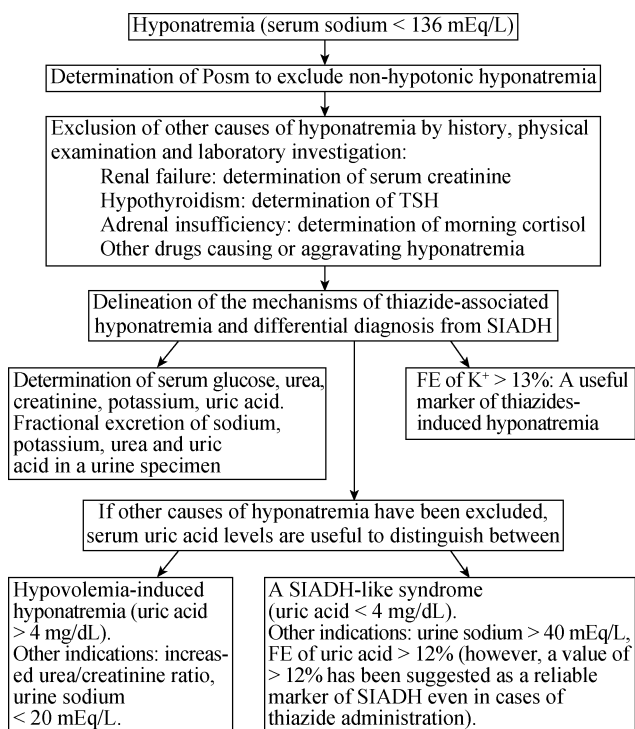 Hyponatremia (serum sodium < 136 mEq/L)
Determination of Posm to exclude non-hypotonic hyponatremia
Exclusion of other causes of hyponatremia by history, physical
examination and laboratory investigation:
Renal failure: determination of serum creatinine
Hypothyroidism: determination of TSH
Adrenal insufficiency: determination of morning cortisol
Other drugs causing or aggravating hyponatremia
Delineation of the mechanisms of thiazide-associated
hyponatremia and differential diagnosis from SIADH
Determination of serum glucose, urea,
creatinine, potassium, uric acid.
Fractional excretion of sodium,
potassium, urea and uric
acid in a urine specimen
FE of K⁺ > 13%: A useful
marker of thiazides-
induced hyponatremia
If other causes of hyponatremia have been excluded,
serum uric acid levels are useful to distinguish between
Hypovolemia-induced
hyponatremia (uric acid
> 4 mg/dL).
Other indications: increas-
ed urea/creatinine ratio,
urine sodium
< 20 mEq/L.
A SIADH-like syndrome
(uric acid < 4 mg/dL).
Other indications: urine sodium > 40 mEq/L,
FE of uric acid > 12% (however, a value of
> 12% has been suggested as a reliable
marker of SIADH even in cases of
thiazide administration).